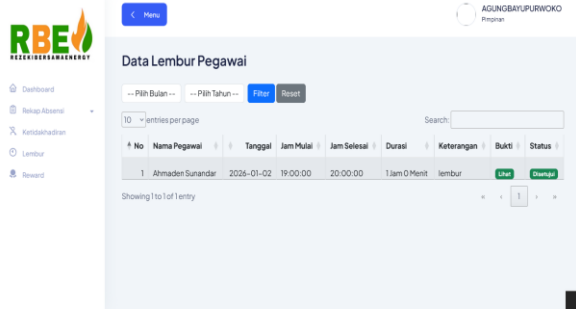 RBE
REZEKIBERSAMAENERGY
Dashboard
Rekap Absensi
Ketidakhadiran
Lembur
Reward
< Menu
AGUNGBAYUPURWOKO
Pimpinan
Data Lembur Pegawai
-- Pilih Bulan -- -- Pilih Tahun -- Filter Reset
10 entries per page Search:
No Nama Pegawai Tanggal Jam Mulai Jam Selesai Durasi Keterangan Bukti Status
1 Ahmaden Sunandar 2026-01-02 19:00:00 20:00:00 1 Jam 0 Menit lembur Lihat Disetujui
Showing 1 to 1 of 1 entry
« ‹ 1 › »